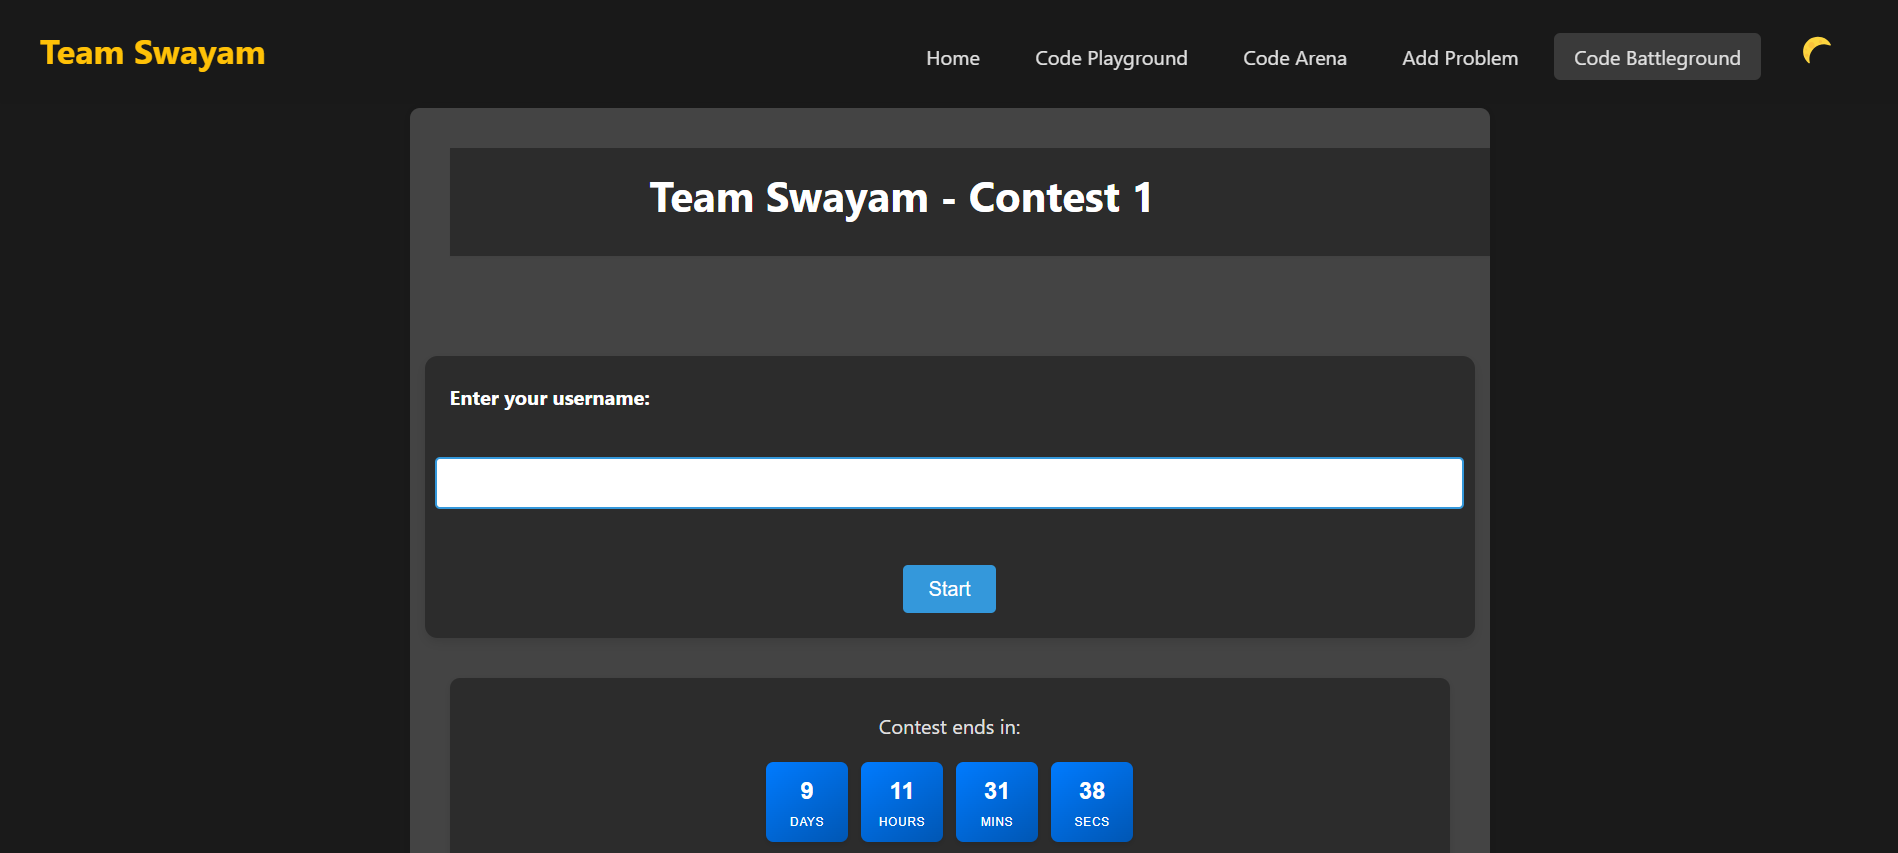 Team Swayam
Home Code Playground Code Arena Add Problem Code Battleground
Team Swayam - Contest 1
Enter your username:
Start
Contest ends in:
9 11 31 38
DAYS HOURS MINS SECS